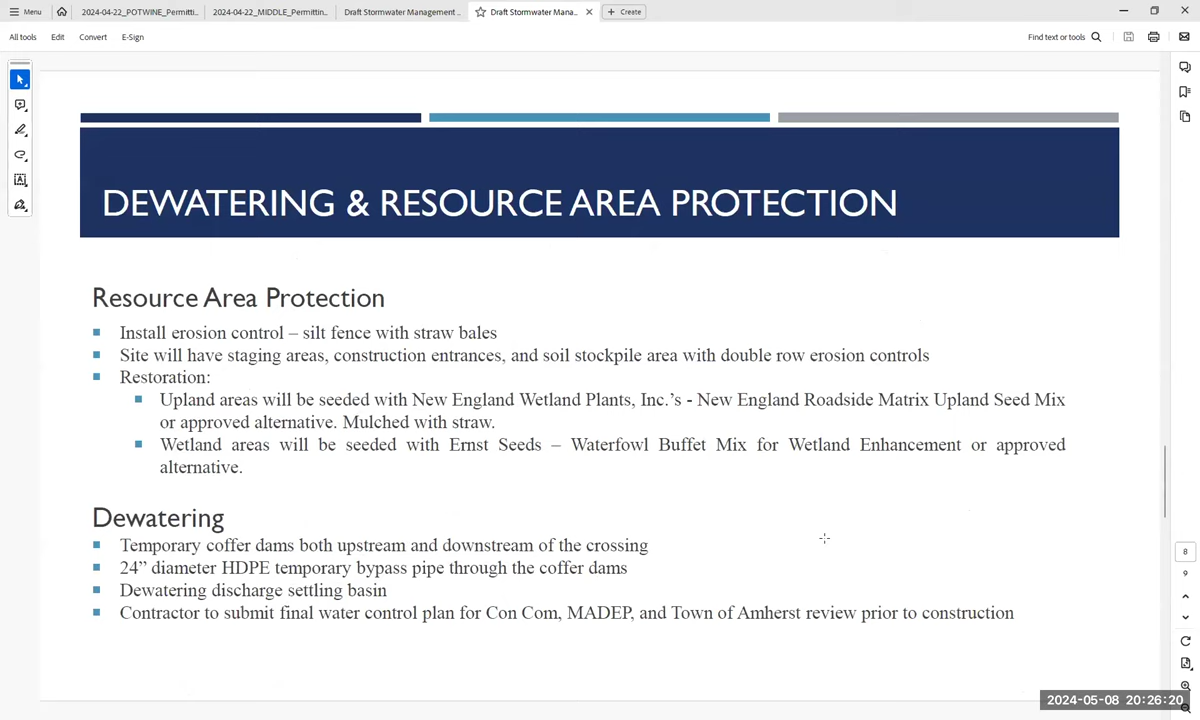 Menu
2024-04-22_POTWINE_Permitti...
2024-04-22_MIDDLE_Permittin...
Draft Stormwater Management ...
Draft Stormwater Mana...
Create
All tools
Edit
Convert
E-Sign
Find text or tools
DEWATERING & RESOURCE AREA PROTECTION
Resource Area Protection
Install erosion control – silt fence with straw bales
Site will have staging areas, construction entrances, and soil stockpile area with double row erosion controls
Restoration:
Upland areas will be seeded with New England Wetland Plants, Inc.'s - New England Roadside Matrix Upland Seed Mix
or approved alternative. Mulched with straw.
Wetland areas will be seeded with Ernst Seeds – Waterfowl Buffet Mix for Wetland Enhancement or approved
alternative.
Dewatering
Temporary coffer dams both upstream and downstream of the crossing
24” diameter HDPE temporary bypass pipe through the coffer dams
Dewatering discharge settling basin
Contractor to submit final water control plan for Con Com, MADEP, and Town of Amherst review prior to construction
8
9
2024-05-08 20:26:20